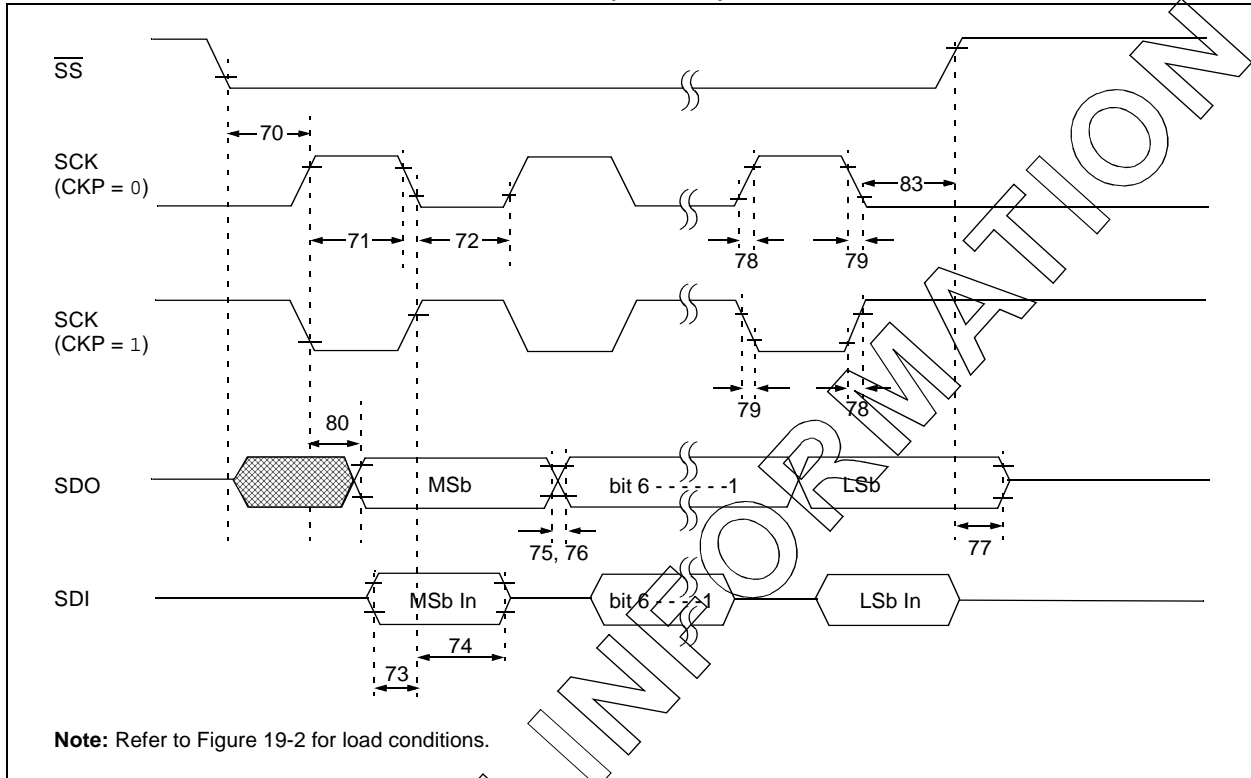 SS
70
SCK
(CKP = 0)
83
71
72
78
79
SCK
(CKP = 1)
79
78
80
SDO
MSb
bit 6 - - - - - -1
LSb
75, 76
77
SDI
MSb In
bit 6 - - - -1
LSb In
74
73
Note: Refer to Figure 19-2 for load conditions.
INFORMATION